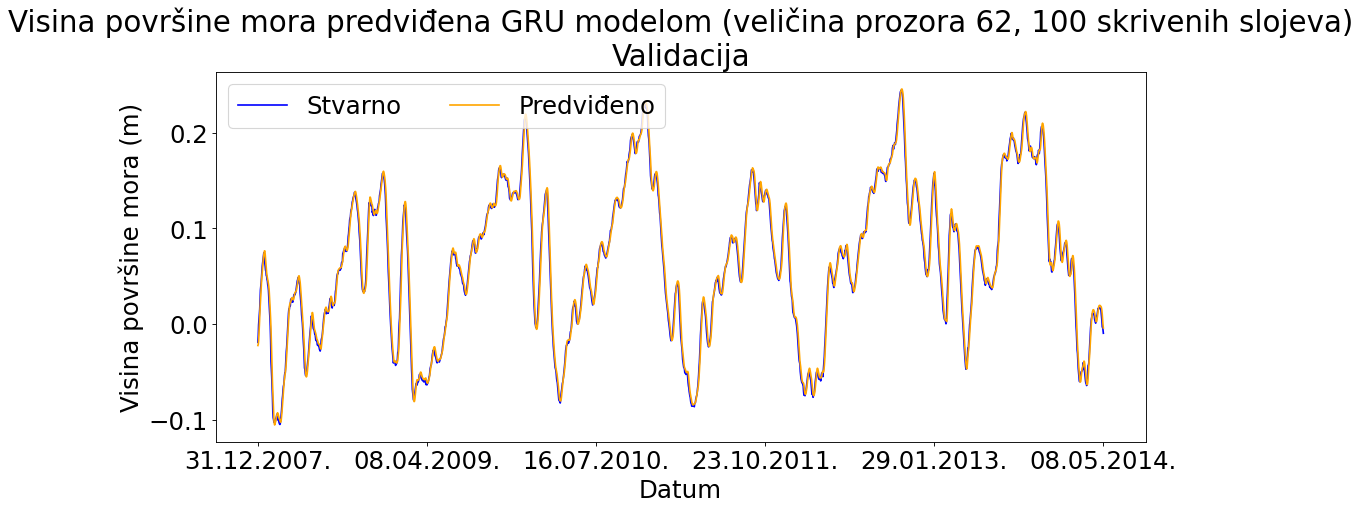 Visina površine mora predviđena GRU modelom (veličina prozora 62, 100 skrivenih slojeva)
Validacija
Stvarno Predviđeno
Visina površine mora (m)
0.2
0.1
0.0
−0.1
31.12.2007. 08.04.2009. 16.07.2010. 23.10.2011. 29.01.2013. 08.05.2014.
Datum